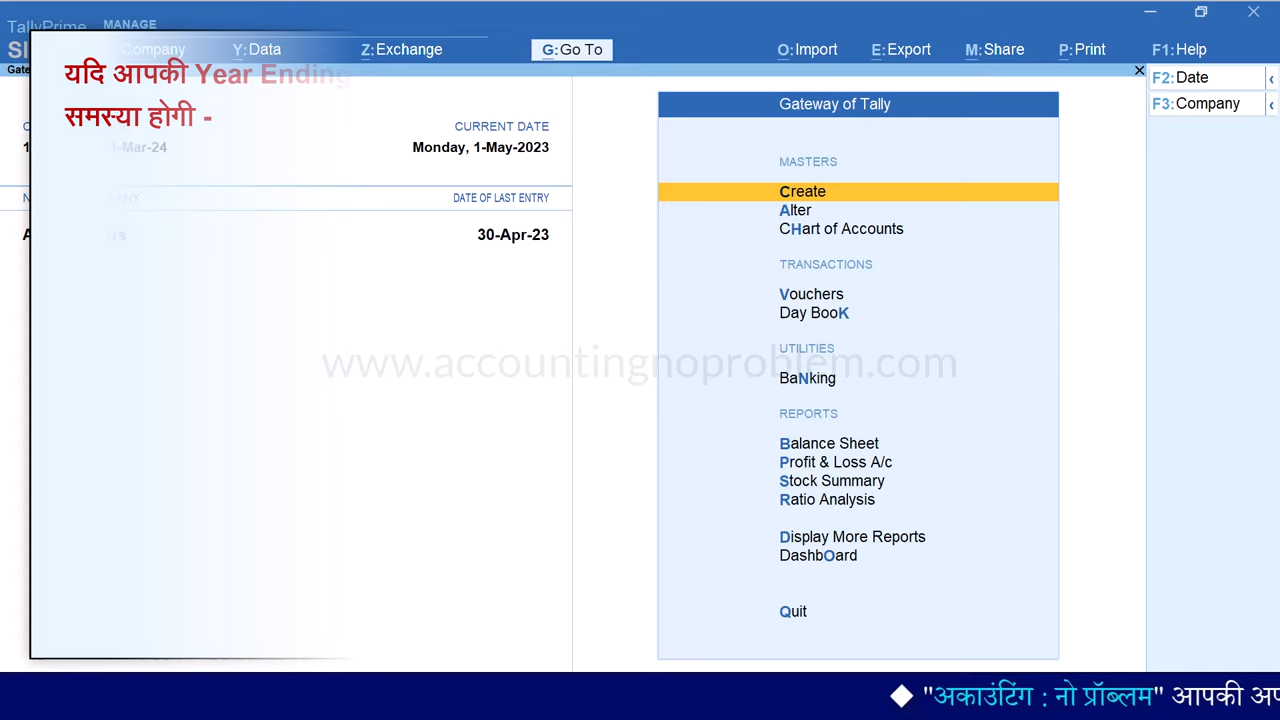 TallyPrime
MANAGE
Company
Y:Data
Z:Exchange
G:Go To
O:Import
E:Export
M:Share
P:Print
F1:Help
यदि आपकी Year Ending
समस्या होगी -
-Mar-24
CURRENT DATE
Monday, 1-May-2023
DATE OF LAST ENTRY
30-Apr-23
Gateway of Tally
MASTERS
Create
Alter
CHart of Accounts
TRANSACTIONS
Vouchers
Day BooK
UTILITIES
BaNking
REPORTS
Balance Sheet
Profit & Loss A/c
Stock Summary
Ratio Analysis
Display More Reports
DashbOard
Quit
F2:Date
F3:Company
www.accountingnoproblem.com
"अकाउंटिंग : नो प्रॉब्लम" आपकी